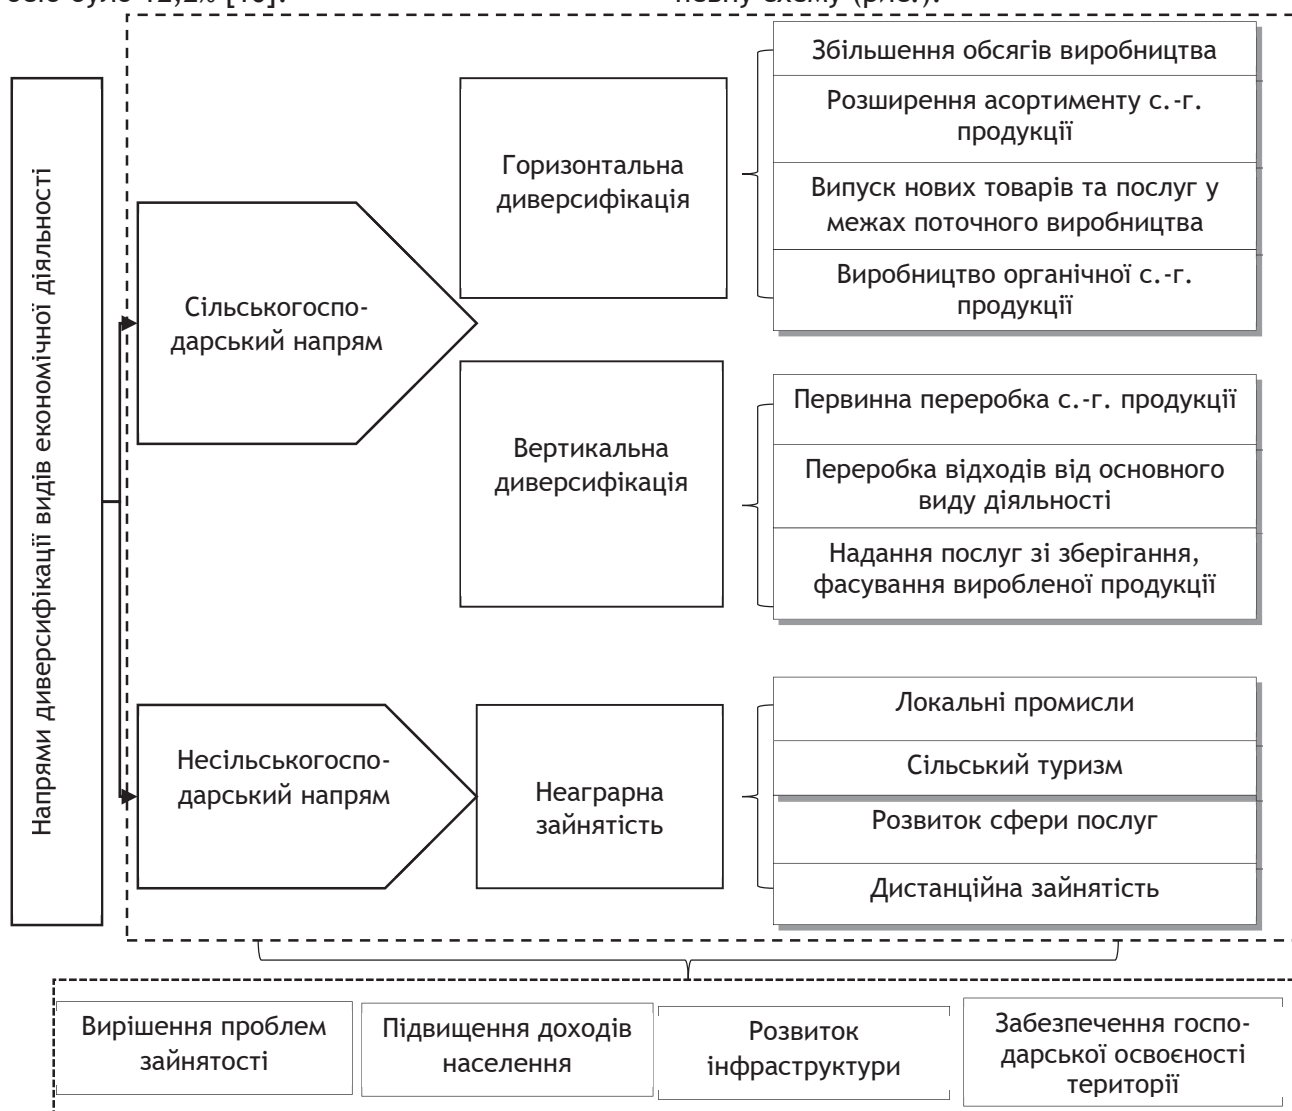 Напрями диверсифікації видів економічної діяльності
Сільськогоспо-
дарський напрям
Горизонтальна
диверсифікація
Збільшення обсягів виробництва
Розширення асортименту с.-г.
продукції
Випуск нових товарів та послуг у
межах поточного виробництва
Виробництво органічної с.-г.
продукції
Вертикальна
диверсифікація
Первинна переробка с.-г. продукції
Переробка відходів від основного
виду діяльності
Надання послуг зі зберігання,
фасування виробленої продукції
Несільськогоспо-
дарський напрям
Неаграрна
зайнятість
Локальні промисли
Сільський туризм
Розвиток сфери послуг
Дистанційна зайнятість
Вирішення проблем
зайнятості
Підвищення доходів
населення
Розвиток
інфраструктури
Забезпечення госпо-
дарської освоєності
території